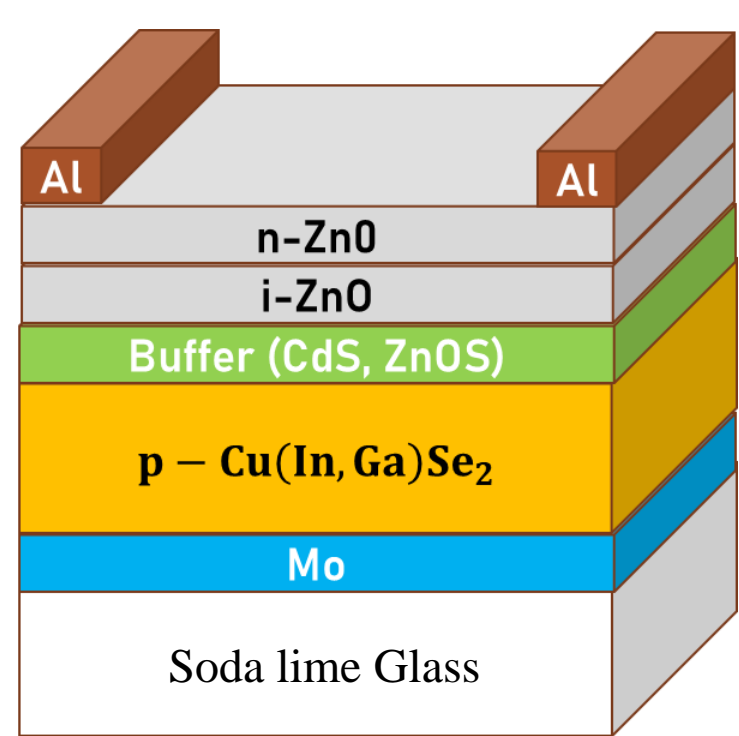 Al
Al
n-ZnO
i-ZnO
Buffer (CdS, ZnOS)
p − Cu(In, Ga)Se₂
Mo
Soda lime Glass